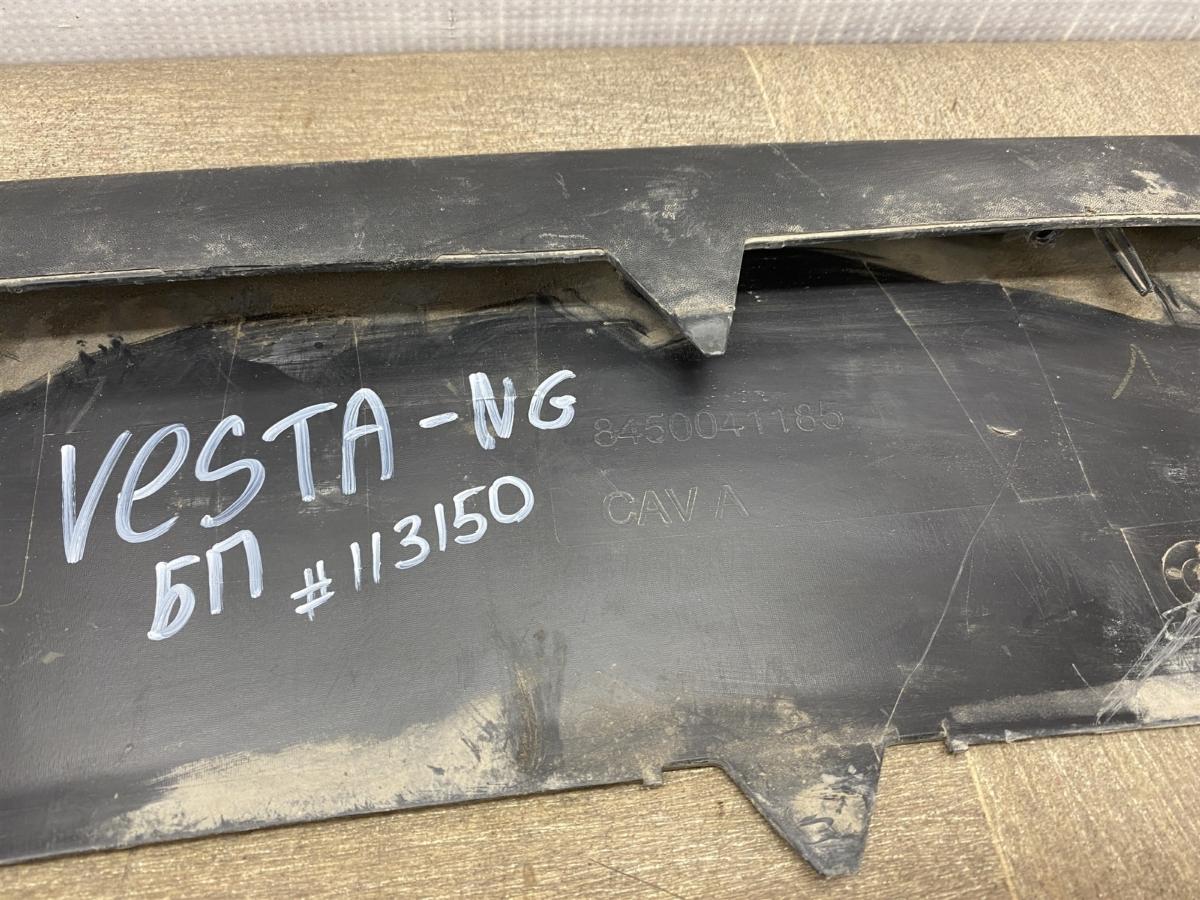 VeSTA-NG
БП #113150
8450041185
CAV A